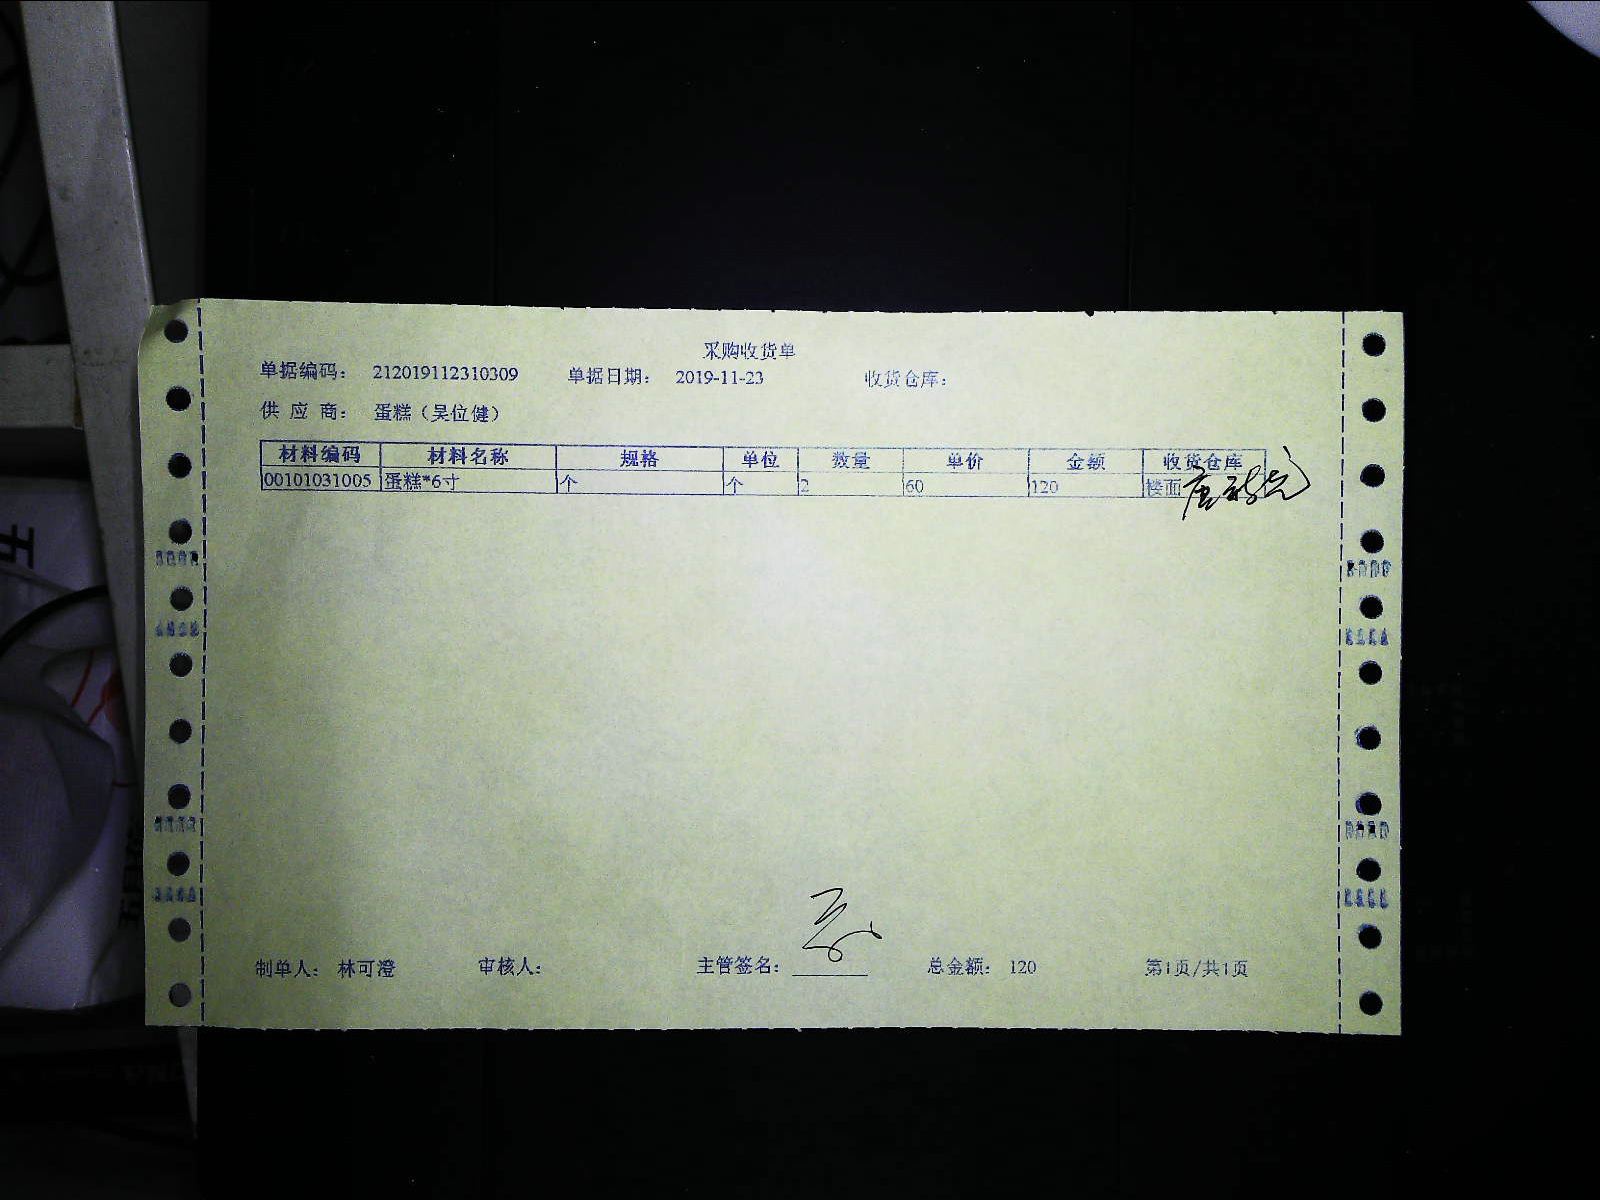 采购收货单
单据编码： 212019112310309 单据日期： 2019-11-23 收货仓库：
供 应 商： 蛋糕（吴位健）
材料编码 材料名称 规格 单位 数量 单价 金额 收货仓库
00101031005 蛋糕*6寸 个 个 2 60 120 楼面
制单人： 林可澄 审核人： 主管签名： 总金额： 120 第1页/共1页